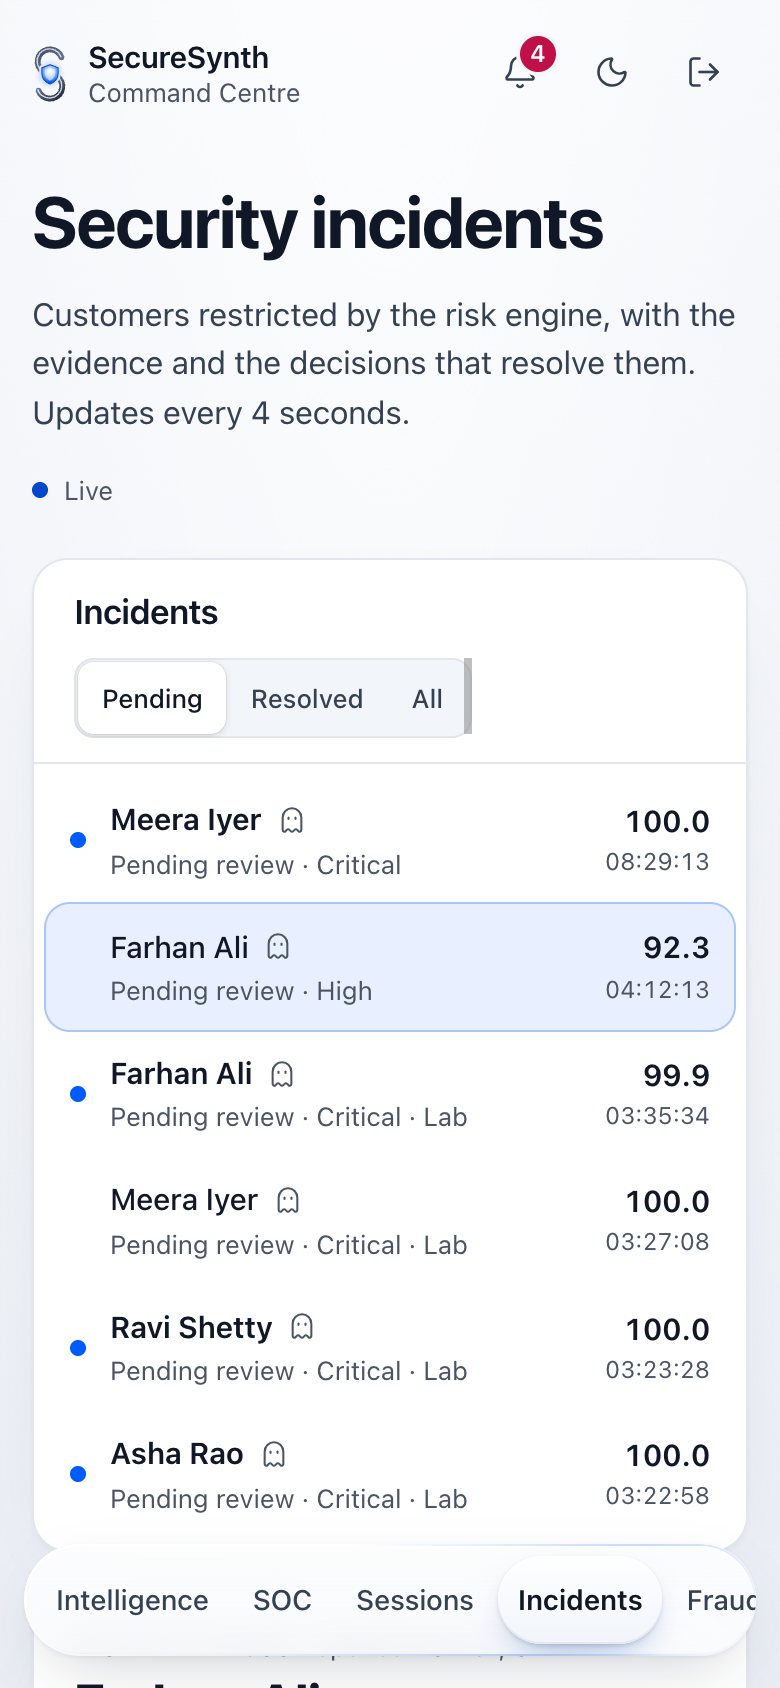 SecureSynth
Command Centre
4
Security incidents
Customers restricted by the risk engine, with the
evidence and the decisions that resolve them.
Updates every 4 seconds.
Live
Incidents
Pending Resolved All
Meera Iyer 100.0
Pending review · Critical 08:29:13
Farhan Ali 92.3
Pending review · High 04:12:13
Farhan Ali 99.9
Pending review · Critical · Lab 03:35:34
Meera Iyer 100.0
Pending review · Critical · Lab 03:27:08
Ravi Shetty 100.0
Pending review · Critical · Lab 03:23:28
Asha Rao 100.0
Pending review · Critical · Lab 03:22:58
Intelligence SOC Sessions Incidents Fraud